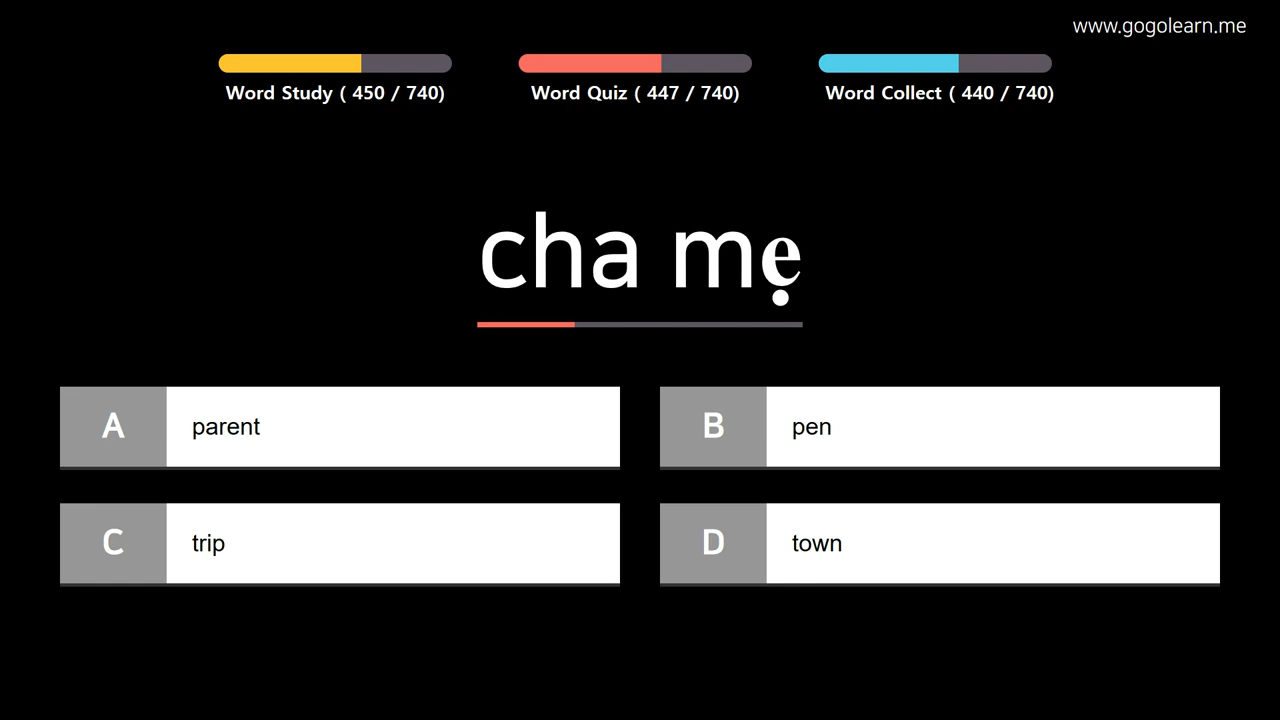 www.gogolearn.me
Word Study ( 450 / 740)
Word Quiz ( 447 / 740)
Word Collect ( 440 / 740)
cha mẹ
A parent
B pen
C trip
D town